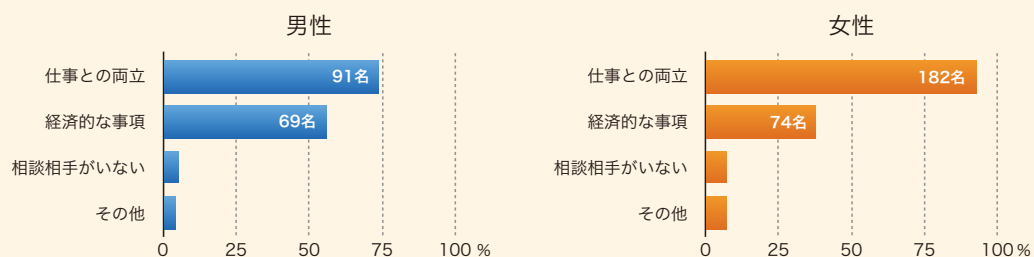 男性
仕事との両立
91名
経済的な事項
69名
相談相手がいない
その他
0 25 50 75 100 %
女性
仕事との両立
182名
経済的な事項
74名
相談相手がいない
その他
0 25 50 75 100 %